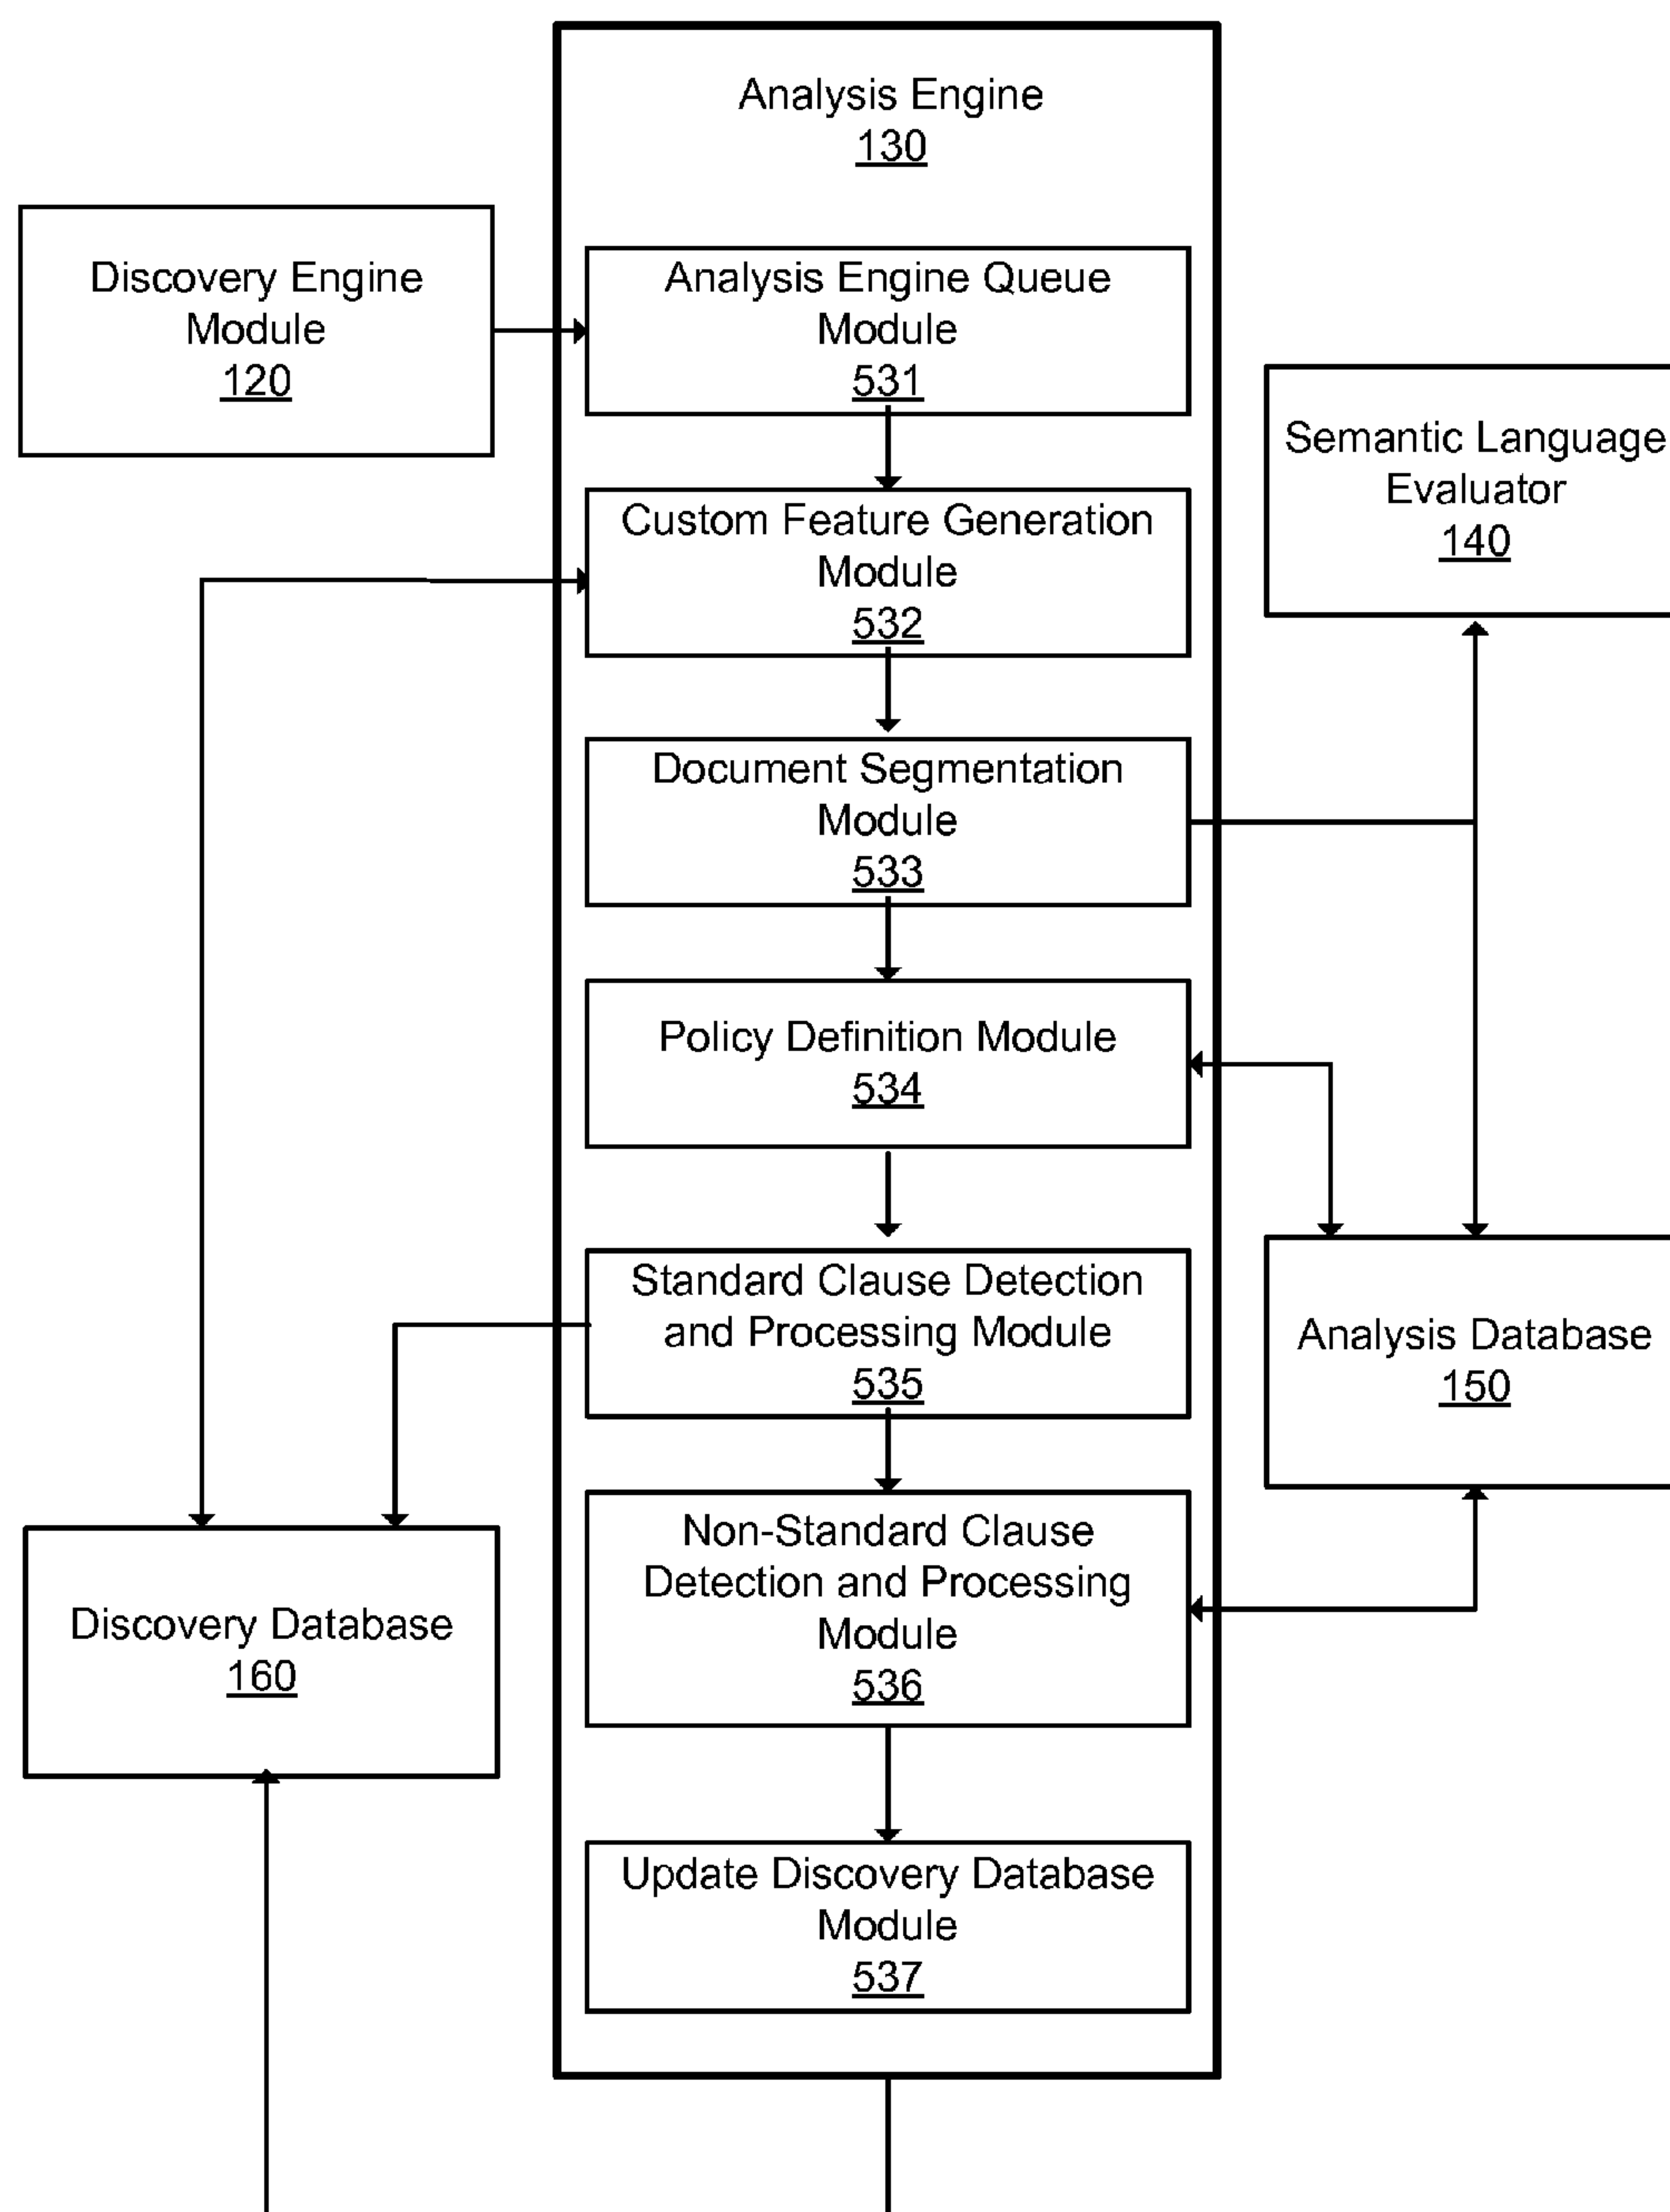 Analysis Engine
130
Discovery Engine
Module
120
Analysis Engine Queue
Module
531
Semantic Language
Evaluator
140
Custom Feature Generation
Module
532
Document Segmentation
Module
533
Policy Definition Module
534
Standard Clause Detection
and Processing Module
535
Analysis Database
150
Non-Standard Clause
Detection and Processing
Module
536
Discovery Database
160
Update Discovery Database
Module
537